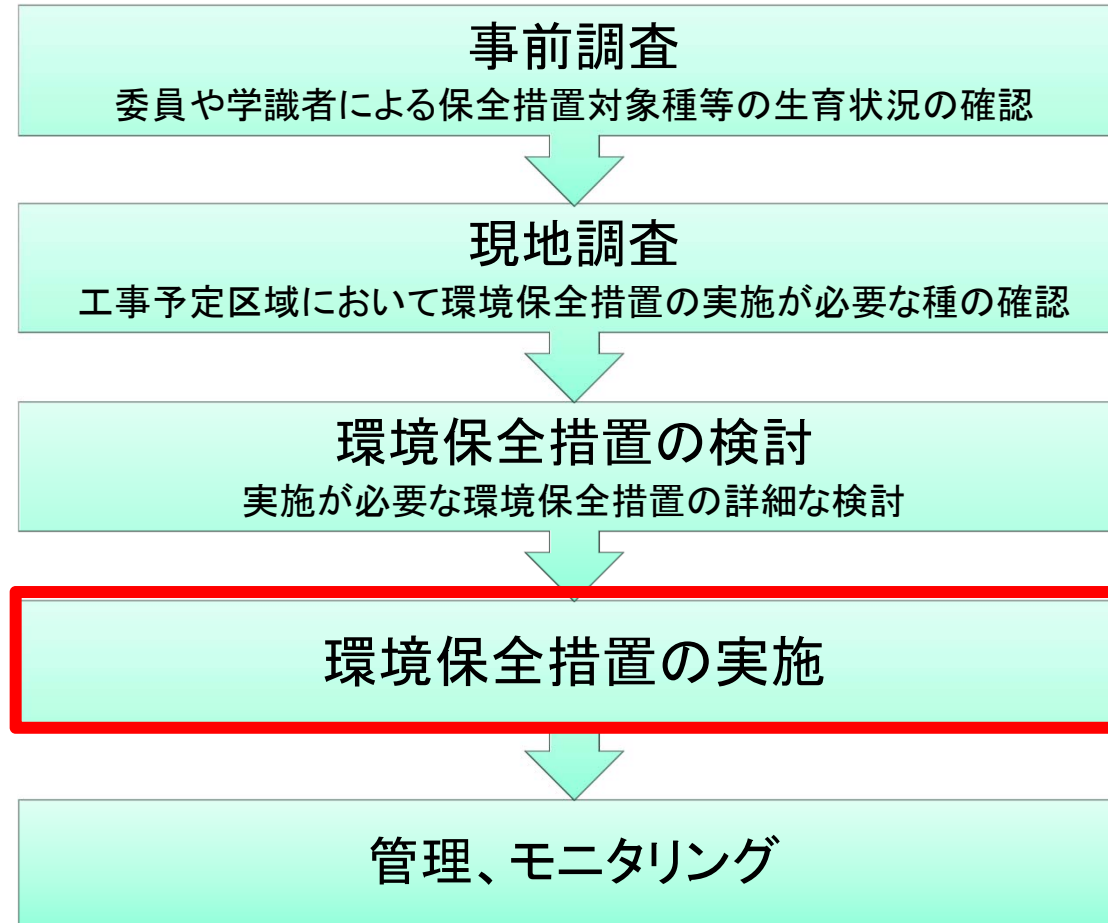 事前調査
委員や学識者による保全措置対象種等の生育状況の確認
現地調査
工事予定区域において環境保全措置の実施が必要な種の確認
環境保全措置の検討
実施が必要な環境保全措置の詳細な検討
環境保全措置の実施
管理、モニタリング